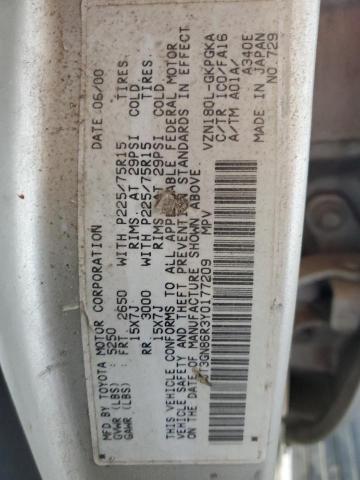 MFD BY TOYOTA MOTOR CORPORATION DATE 06/00
GVWR (LBS) : 5250
GAWR (LBS) : FRT 2650 WITH P225/75R15 TIRES.
15X7J RIMS. AT 29PSI COLD
RR. 3000 WITH P225/75R15 TIRES.
15X7J RIMS. AT 29PSI COLD
THIS VEHICLE CONFORMS TO ALL APPLICABLE FEDERAL MOTOR
VEHICLE SAFETY AND THEFT PREVENTION STANDARDS IN EFFECT
ON THE DATE OF MANUFACTURE SHOWN ABOVE.
3GN86R3Y0177209 MPV
VZN180L-GKPGKA
C/TR 1C0/FA16
A/TM A01A/ A340E
MADE IN JAPAN
NO.729